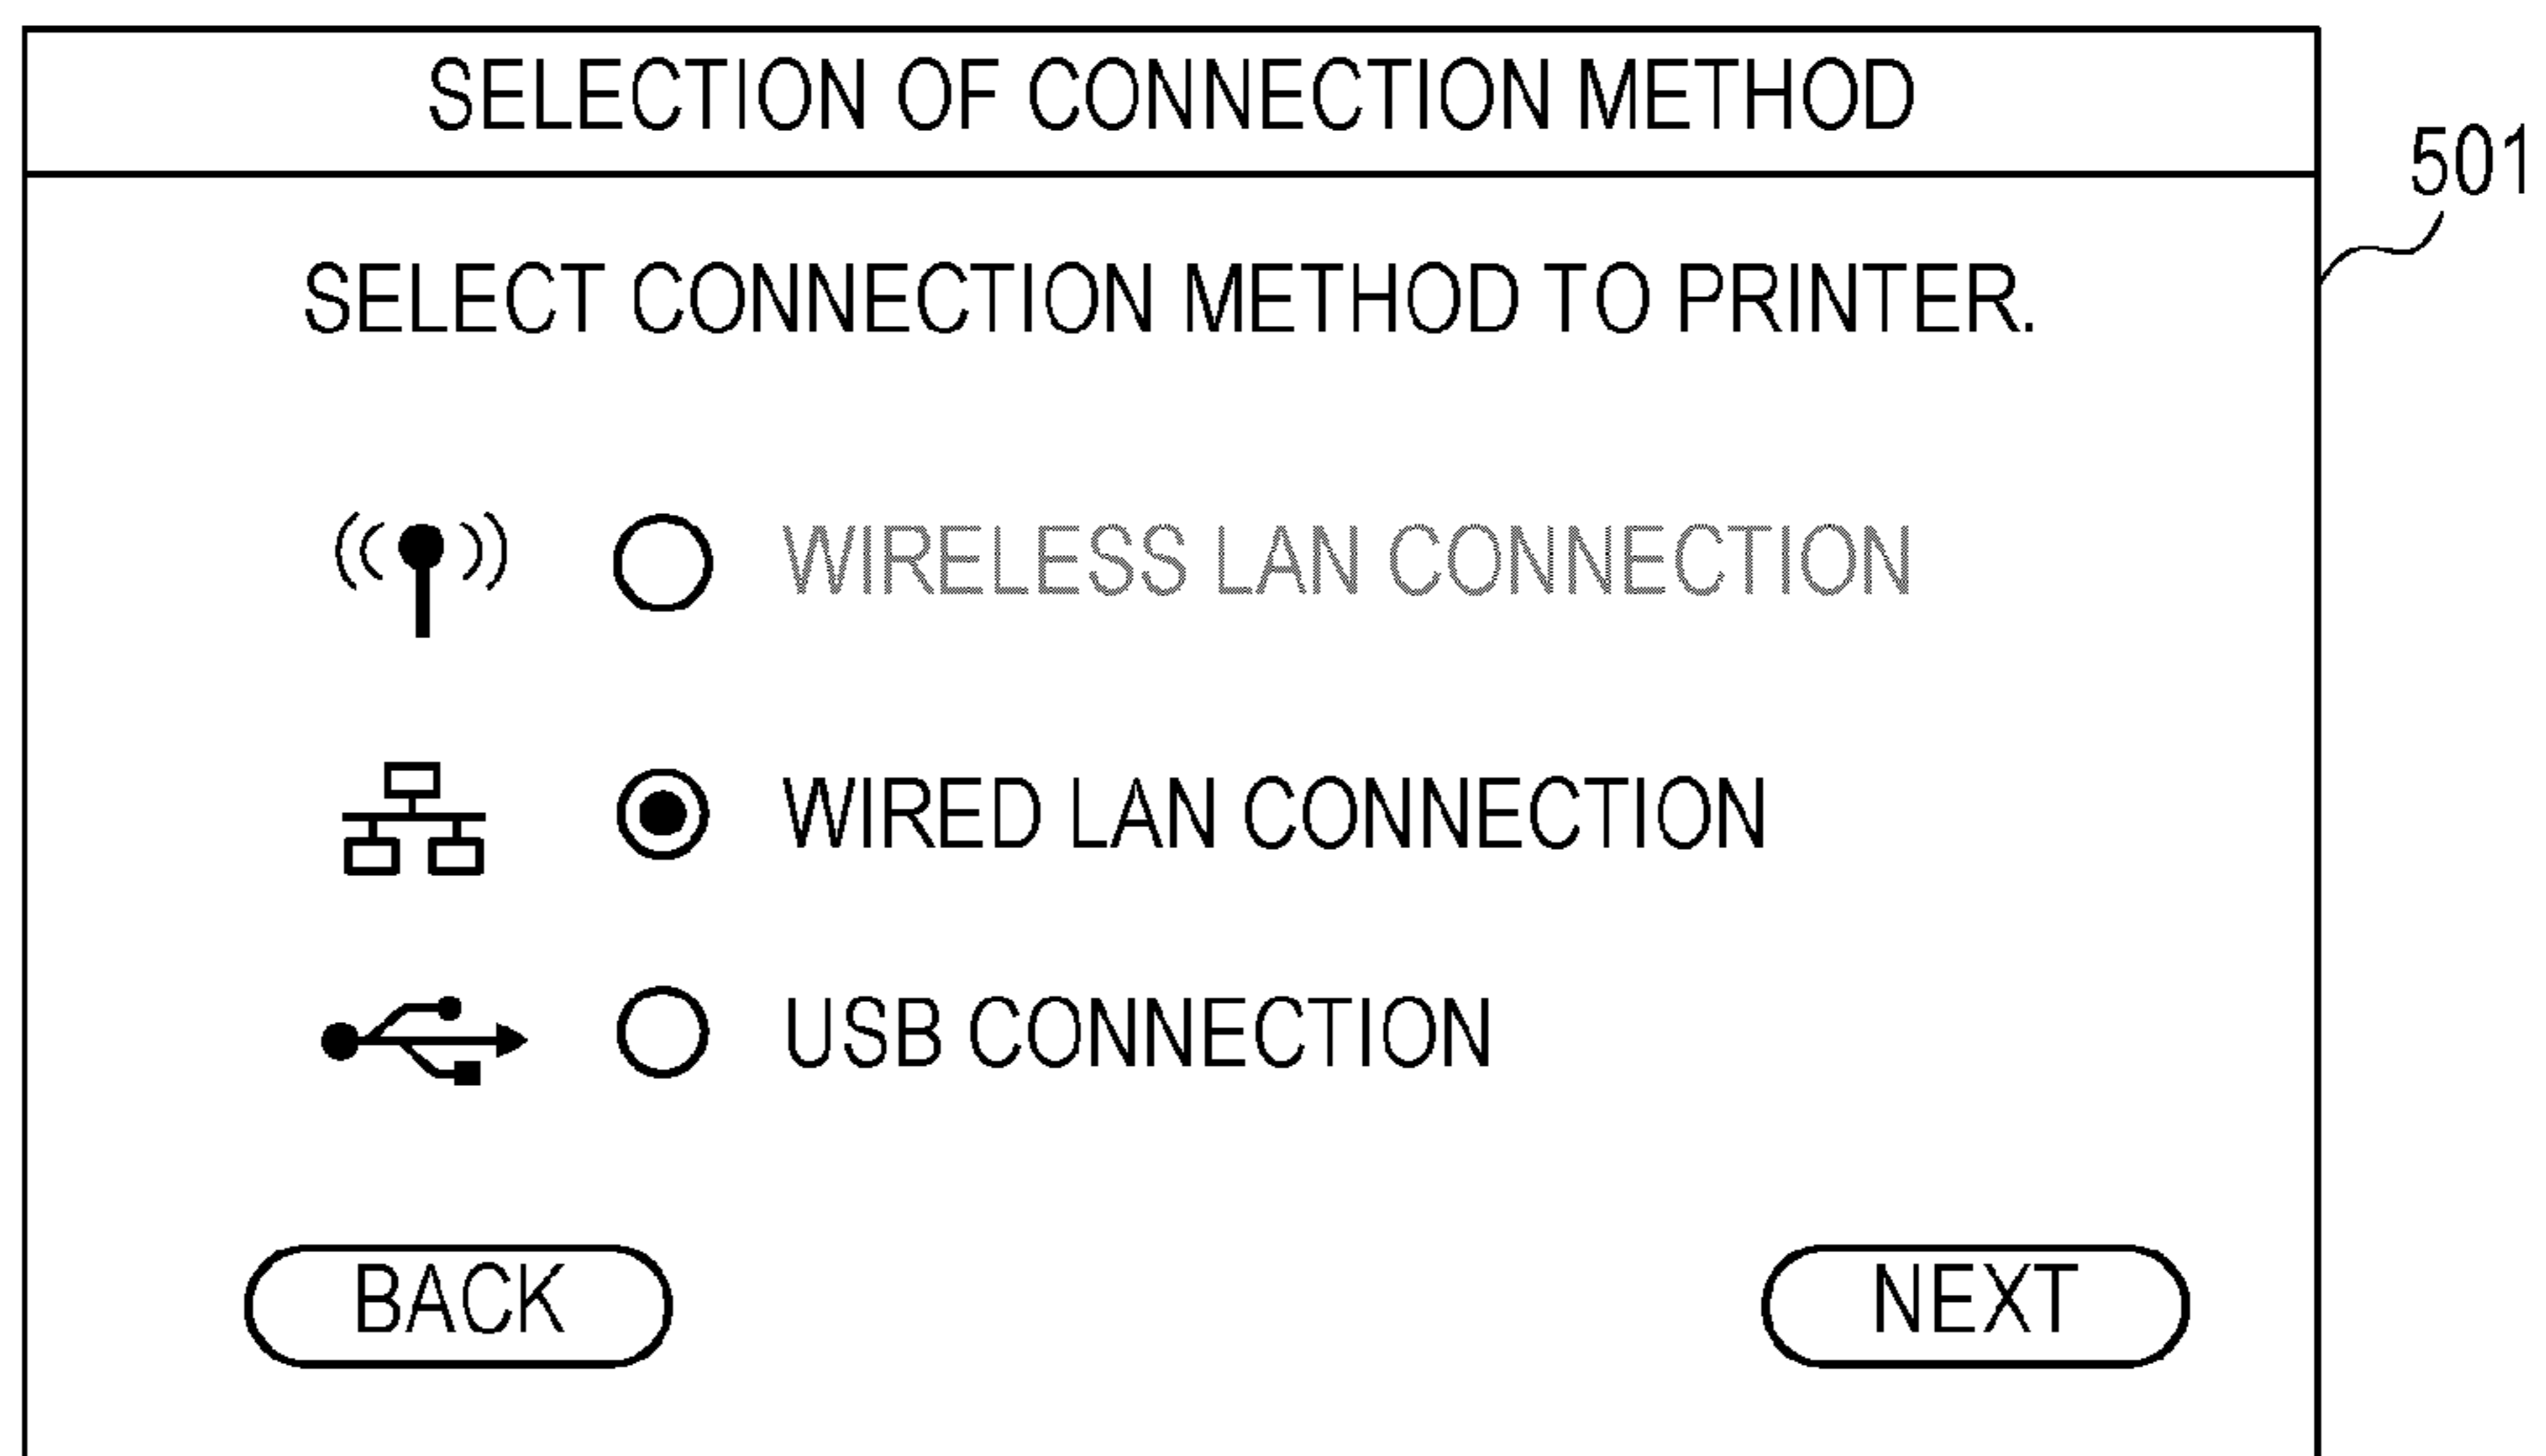 SELECTION OF CONNECTION METHOD
501
SELECT CONNECTION METHOD TO PRINTER.
WIRELESS LAN CONNECTION
WIRED LAN CONNECTION
USB CONNECTION
BACK
NEXT